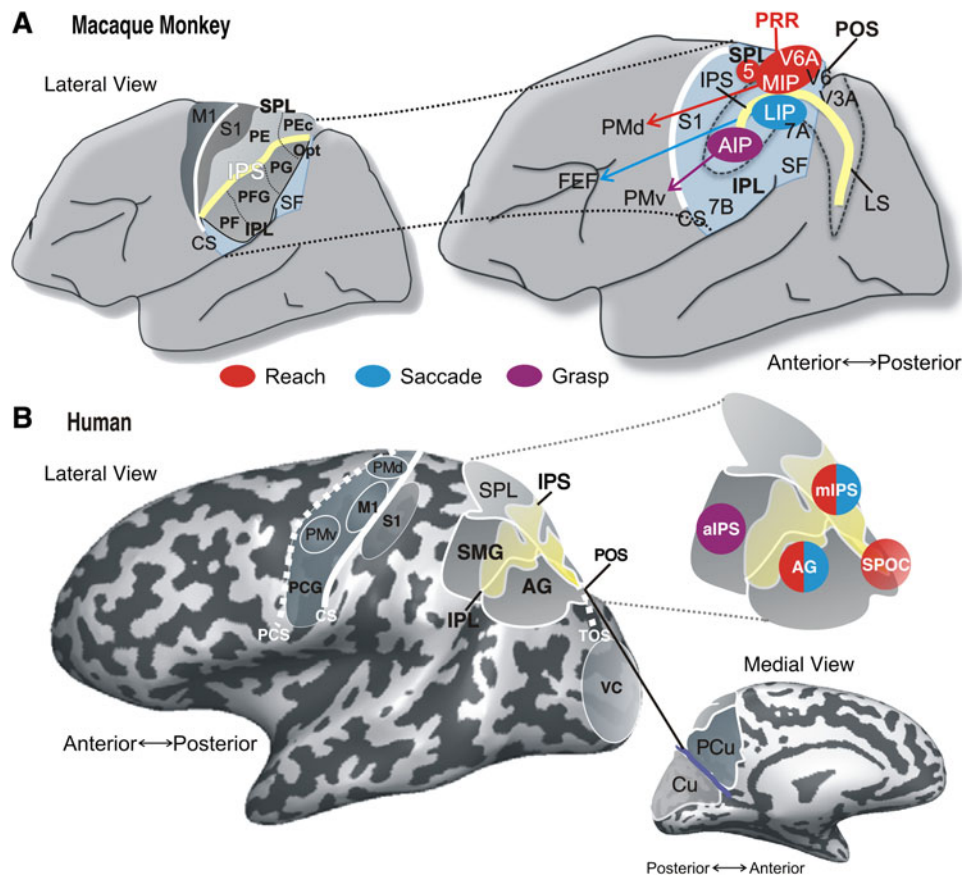 A Macaque Monkey
Lateral View
M1
S1
SPL
PE
PEc
Opt
IPS
PG
PFG
SF
PF
IPL
CS
PRR
POS
SPL
V6A
5
MIP
V6
V3A
IPS
LIP
S1
7A
PMd
AIP
SF
FEF
IPL
PMv
LS
CS
7B
Anterior↔Posterior
Reach
Saccade
Grasp
B Human
Lateral View
PMd
SPL
IPS
M1
S1
PMv
SMG
POS
AG
PCG
IPL
CS
PCS
TOS
VC
Anterior↔Posterior
mIPS
aIPS
AG
SPOC
Medial View
PCu
Cu
Posterior↔Anterior